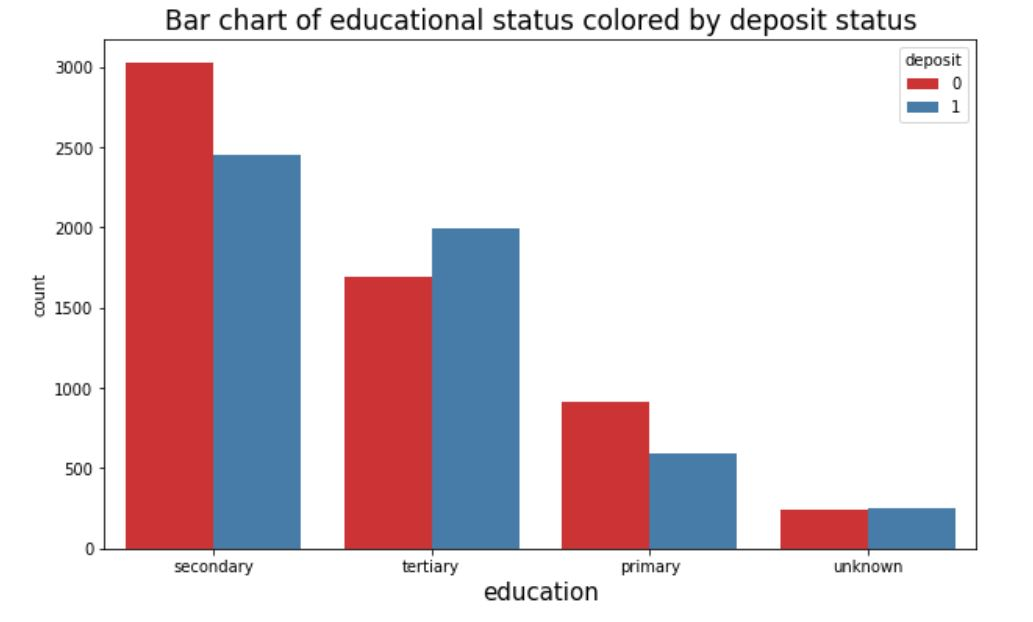 Bar chart of educational status colored by deposit status
deposit
0
1
3000
2500
2000
1500
1000
500
0
count
secondary tertiary primary unknown
education